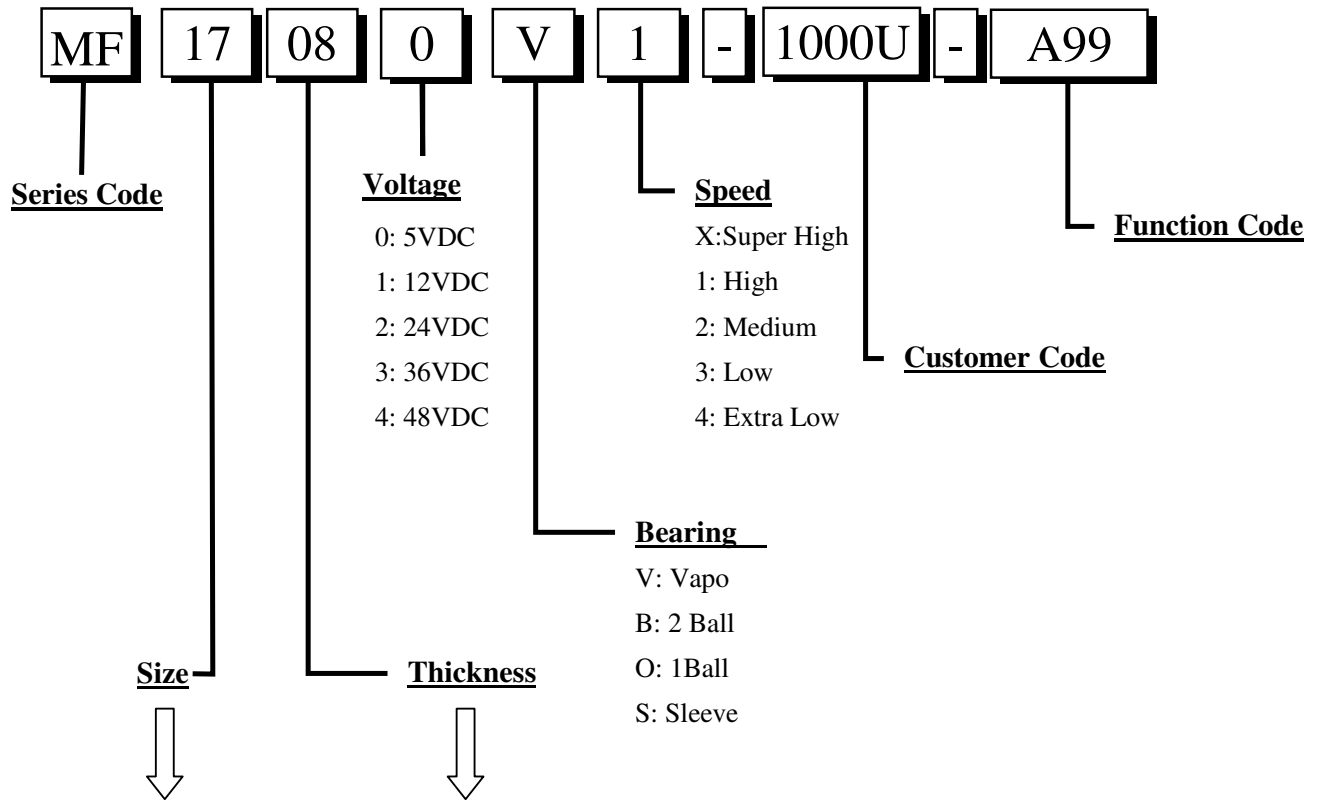 MF 17 08 0 V 1 - 1000U - A99
Series Code
Voltage
0: 5VDC
1: 12VDC
2: 24VDC
3: 36VDC
4: 48VDC
Speed
X:Super High
1: High
2: Medium
3: Low
4: Extra Low
Function Code
Customer Code
Bearing
V: Vapo
B: 2 Ball
O: 1Ball
S: Sleeve
Size
Thickness